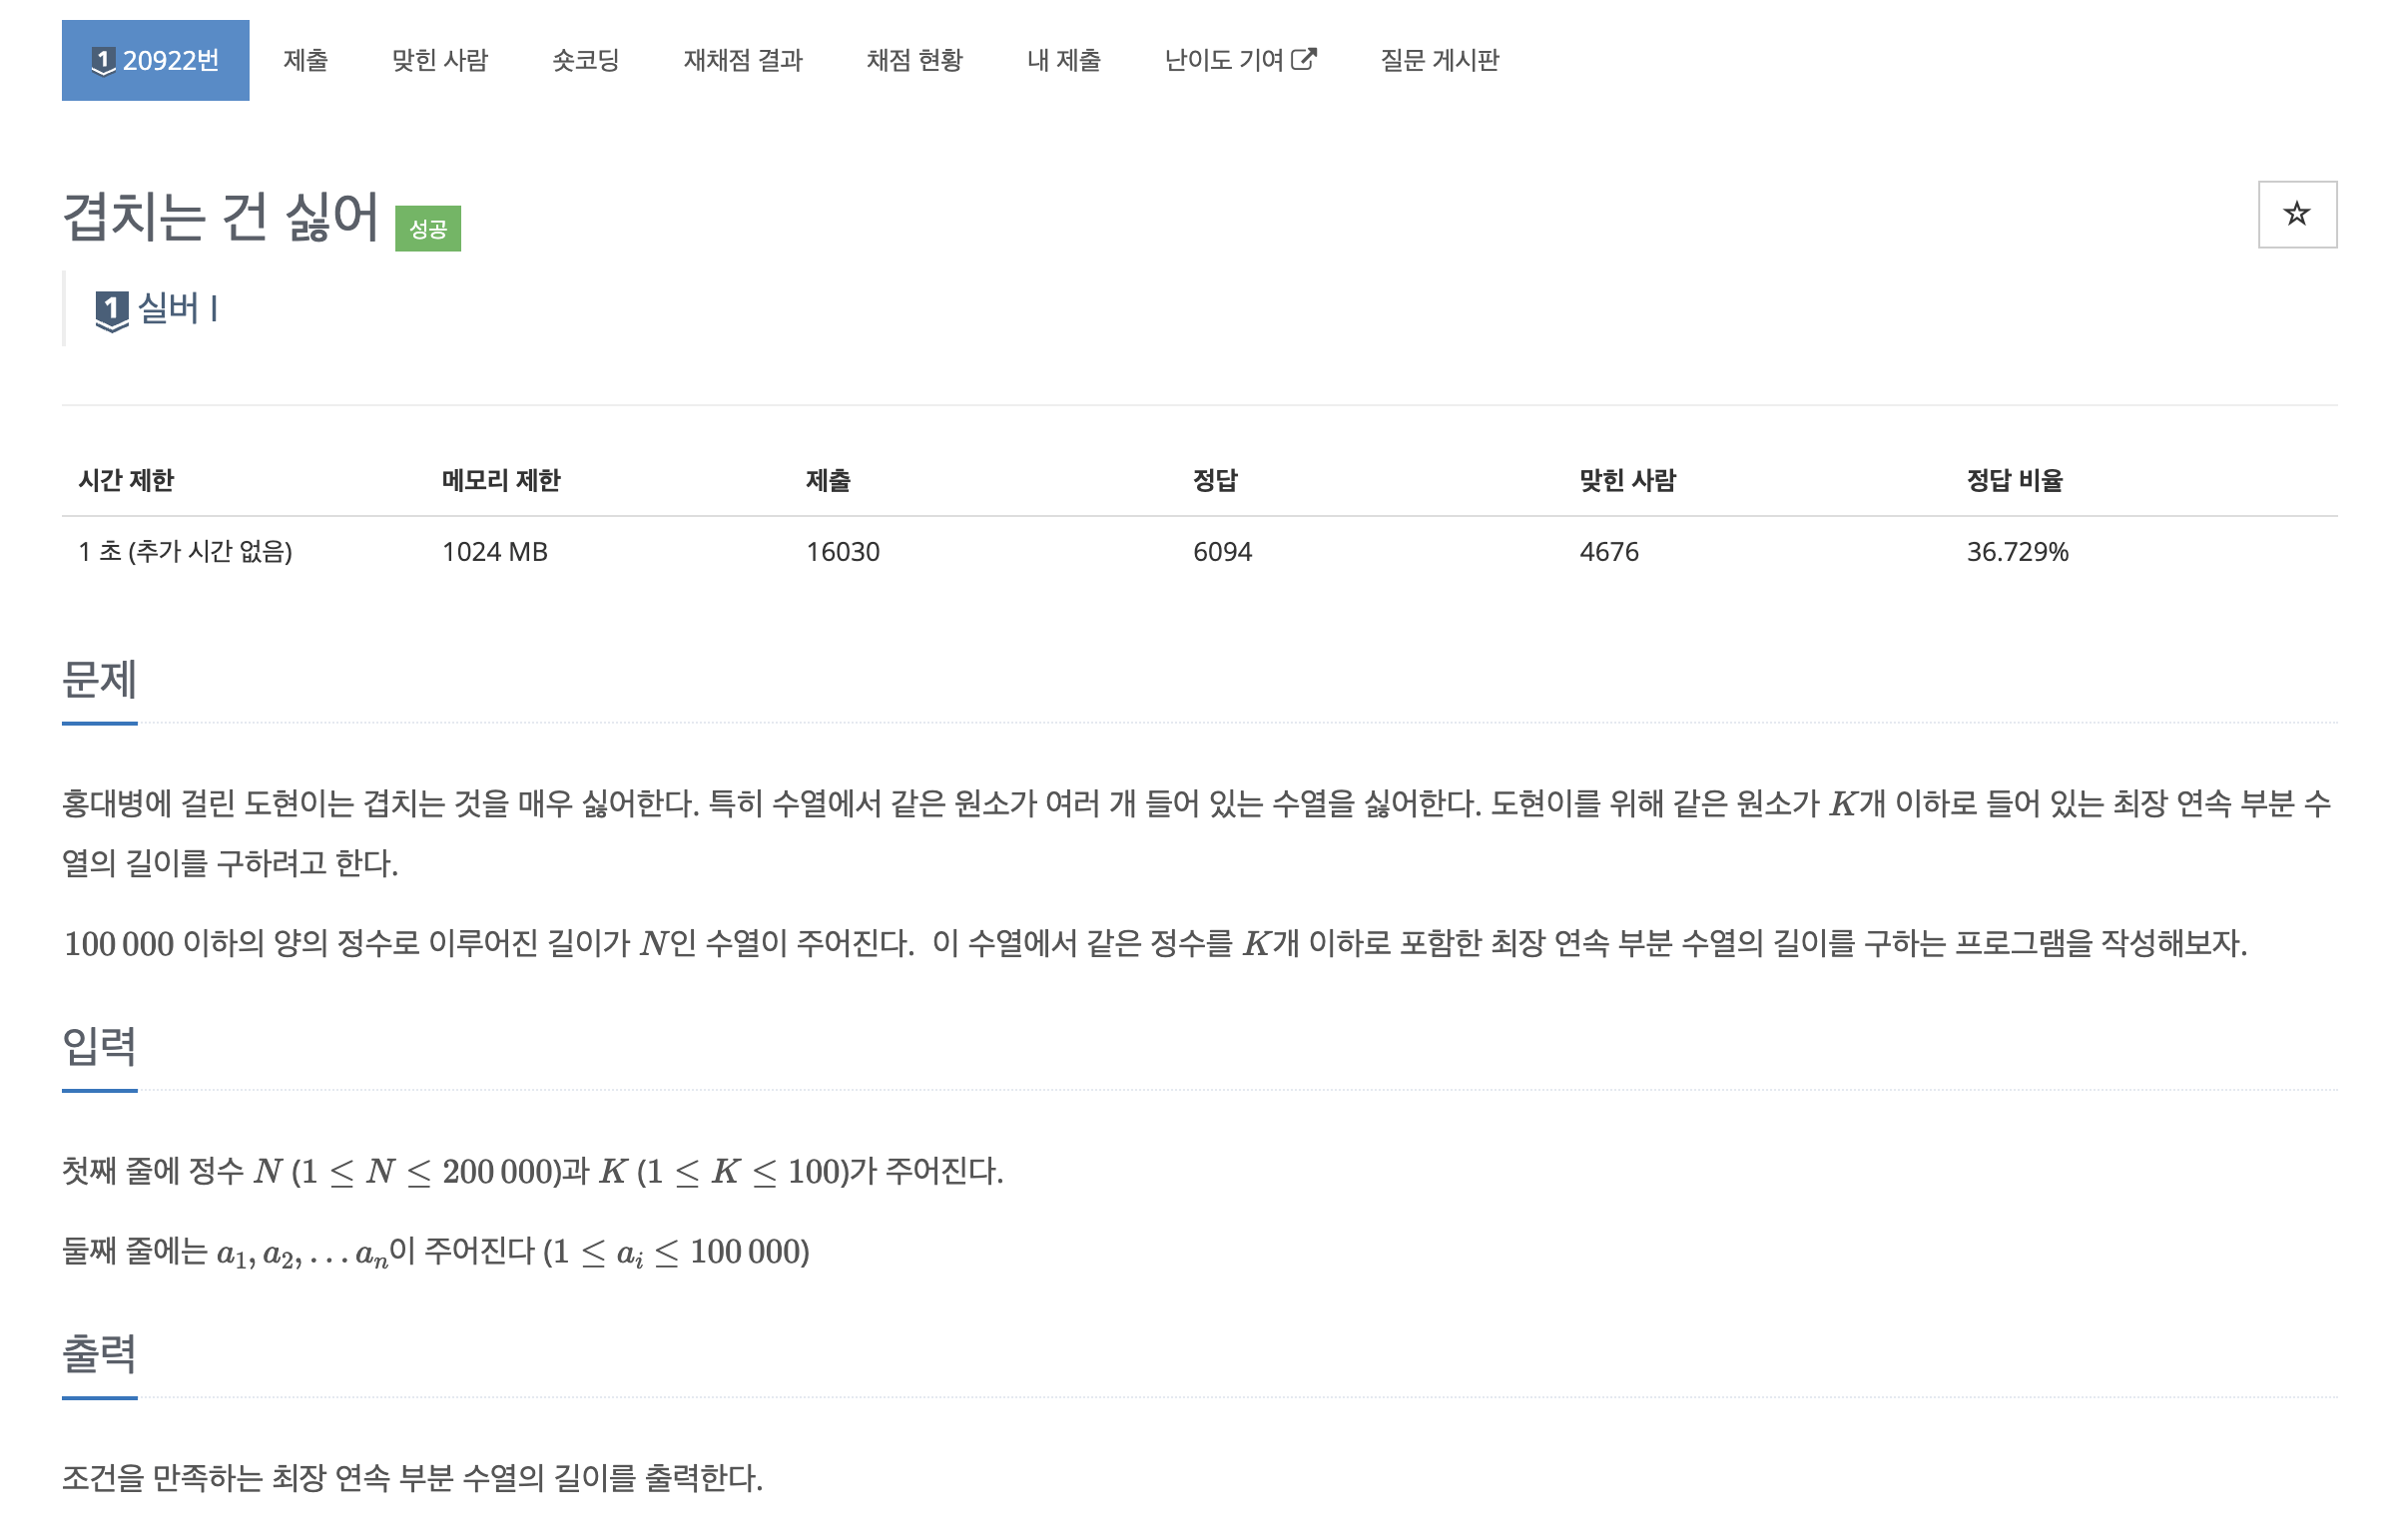 1 20922번 제출 맞힌 사람 숏코딩 재채점 결과 채점 현황 내 제출 난이도 기여 질문 게시판
겹치는 건 싫어 성공
1 실버 I
시간 제한 메모리 제한 제출 정답 맞힌 사람 정답 비율
1 초 (추가 시간 없음) 1024 MB 16030 6094 4676 36.729%
문제
홍대병에 걸린 도현이는 겹치는 것을 매우 싫어한다. 특히 수열에서 같은 원소가 여러 개 들어 있는 수열을 싫어한다. 도현이를 위해 같은 원소가 K개 이하로 들어 있는 최장 연속 부분 수
열의 길이를 구하려고 한다.
100 000 이하의 양의 정수로 이루어진 길이가 N인 수열이 주어진다. 이 수열에서 같은 정수를 K개 이하로 포함한 최장 연속 부분 수열의 길이를 구하는 프로그램을 작성해보자.
입력
첫째 줄에 정수 N (1 ≤ N ≤ 200 000)과 K (1 ≤ K ≤ 100)가 주어진다.
둘째 줄에는 a₁, a₂, . . . aₙ이 주어진다 (1 ≤ aᵢ ≤ 100 000)
출력
조건을 만족하는 최장 연속 부분 수열의 길이를 출력한다.